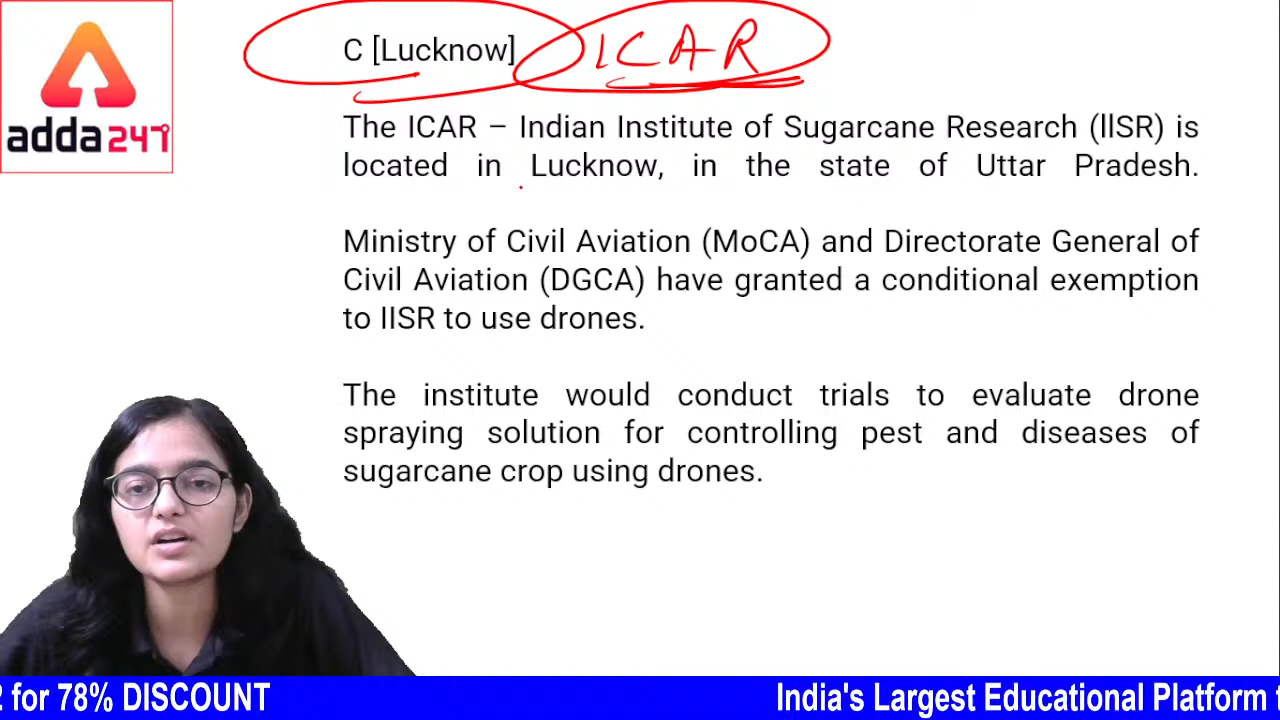 adda247
C [Lucknow] ICAR
The ICAR – Indian Institute of Sugarcane Research (llSR) is
located in Lucknow, in the state of Uttar Pradesh.
Ministry of Civil Aviation (MoCA) and Directorate General of
Civil Aviation (DGCA) have granted a conditional exemption
to IISR to use drones.
The institute would conduct trials to evaluate drone
spraying solution for controlling pest and diseases of
sugarcane crop using drones.
2 for 78% DISCOUNT India's Largest Educational Platform t